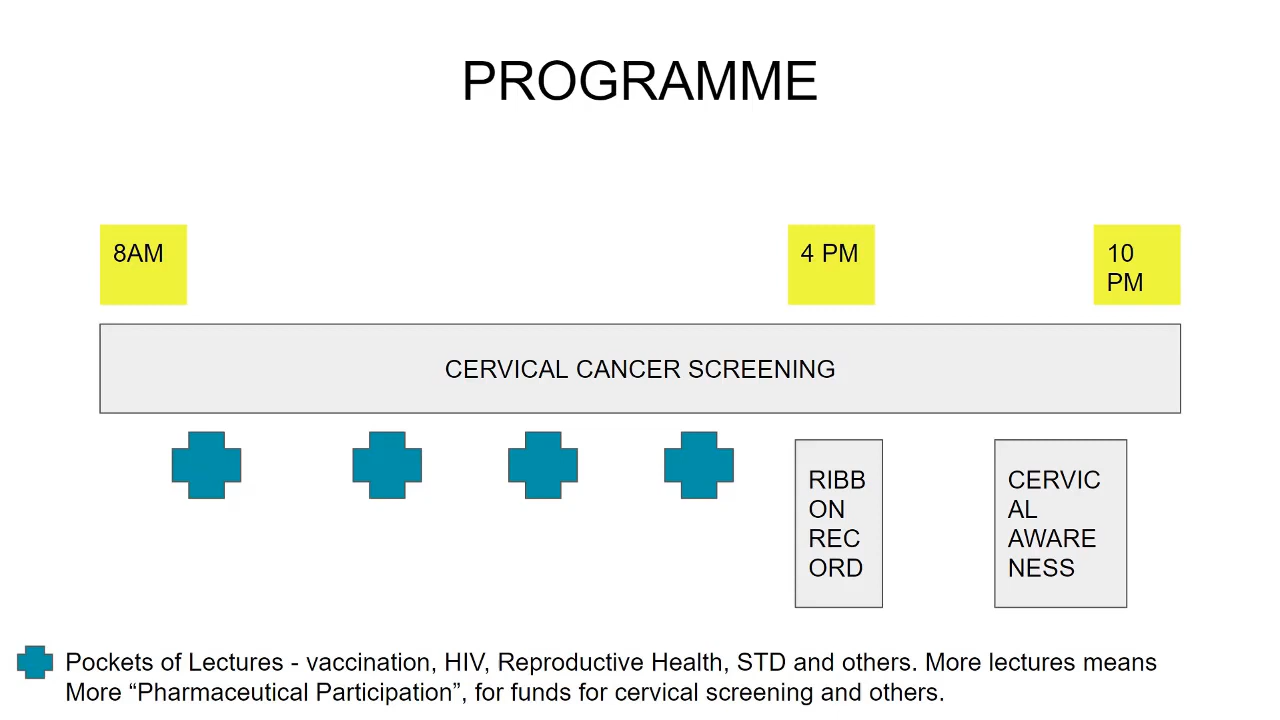 PROGRAMME
8AM
4 PM
10
PM
CERVICAL CANCER SCREENING
RIBB
ON
REC
ORD
CERVIC
AL
AWARE
NESS
Pockets of Lectures - vaccination, HIV, Reproductive Health, STD and others. More lectures means
More “Pharmaceutical Participation”, for funds for cervical screening and others.